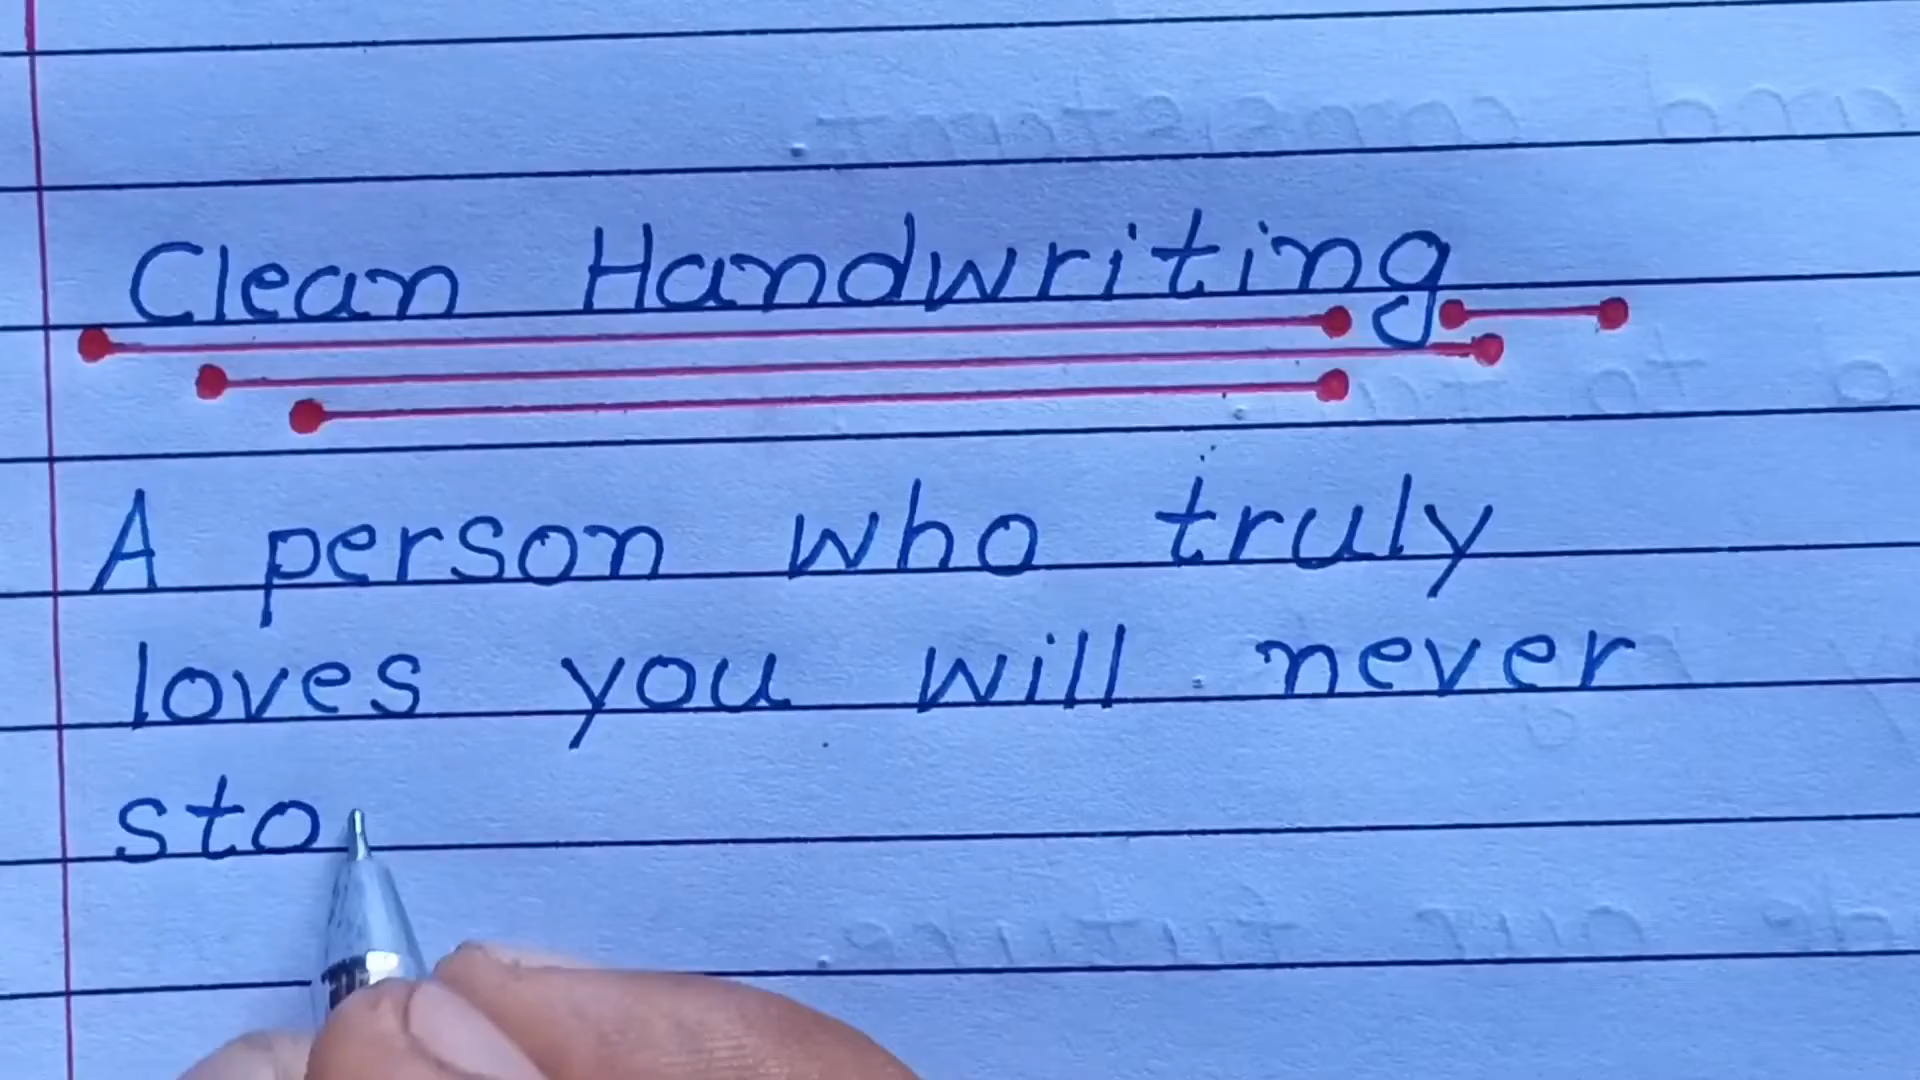 Clean Handwriting
A person who truly
loves you will never
sto